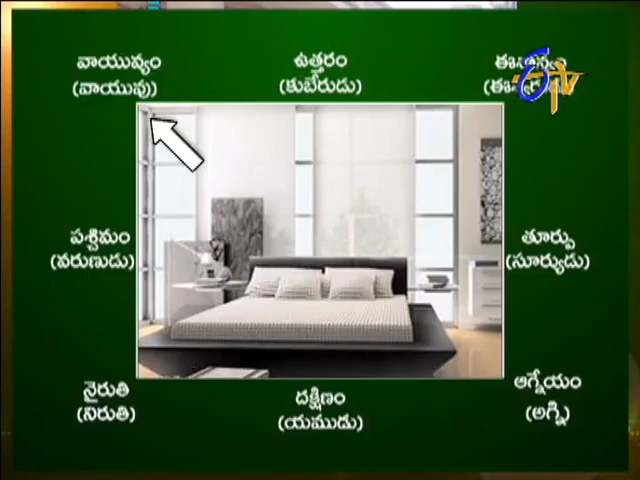 వాయువ్యం
(వాయువు)
ఉత్తరం
(కుబేరుడు)
పశ్చిమం
(వరుణుడు)
తూర్పు
(సూర్యుడు)
నైరుతి
(నిరుతి)
దక్షిణం
(యముడు)
ఆగ్నేయం
(అగ్ని)